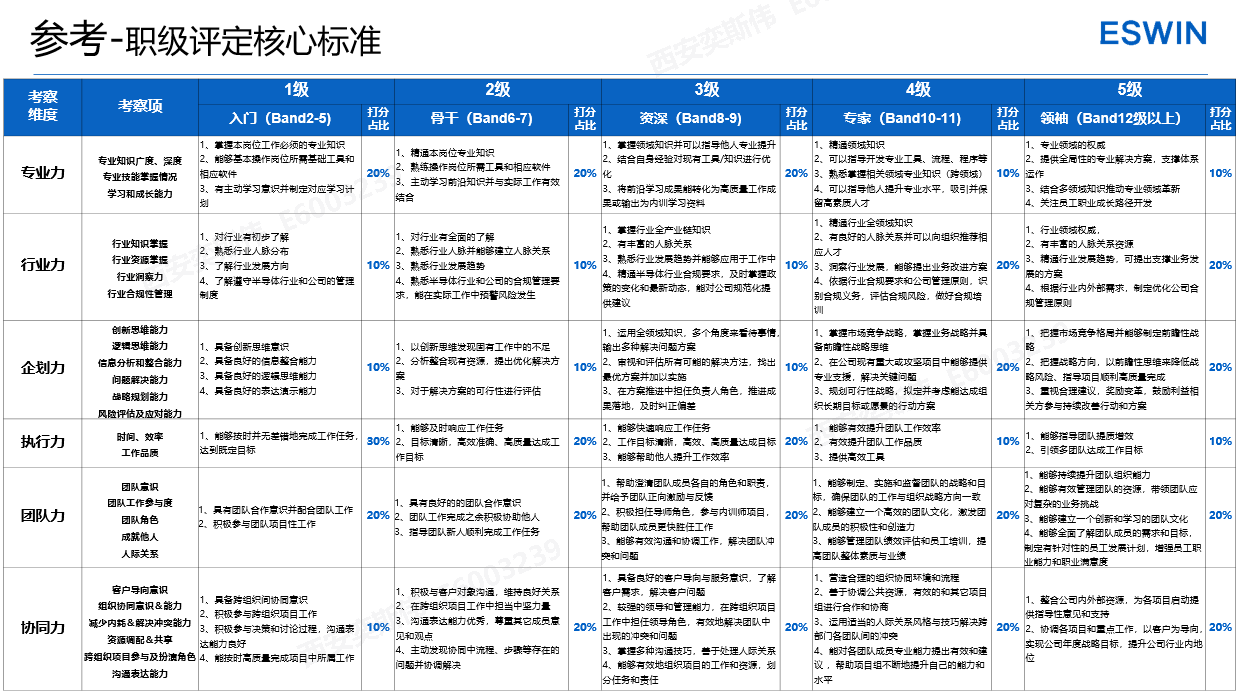 参考-职级评定核心标准
ESWIN
考察
维度
考察项
1级
2级
3级
4级
5级
入门（Band2-5）
打分
占比
骨干（Band6-7）
打分
占比
资深（Band8-9）
打分
占比
专家（Band10-11）
打分
占比
领袖（Band12级以上）
打分
占比
专业力
专业知识广度、深度
专业技能掌握情况
学习和成长能力
1、掌握本岗位工作必须的专业知识
2、能够基本操作岗位所需基础工具和
相应软件
3、有主动学习意识并制定对应学习计
划
20%
1、精通本岗位专业知识
2、熟练操作岗位所需工具和相应软件
3、主动学习前沿知识并与实际工作有效
结合
20%
1、掌握领域知识并可以指导他人专业提升
2、结合自身经验对现有工具/知识进行优
化
3、将前沿学习成果能转化为高质量工作成
果或输出为内训学习资料
20%
1、精通领域知识
2、可以指导开发专业工具、流程、程序等
3、熟悉掌握相关领域专业知识（跨领域）
4、可以指导他人提升专业水平，吸引并保
留高素质人才
10%
1、专业领域的权威
2、提供全局性的专业解决方案，支撑体系
运作
3、结合多领域知识推动专业领域革新
4、关注员工职业成长路径开发
10%
行业力
行业知识掌握
行业资源掌握
行业洞察力
行业合规性管理
1、对行业有初步了解
2、熟悉行业人脉分布
3、了解行业发展方向
4、了解遵守半导体行业和公司的管理
制度
10%
1、对行业有全面的了解
2、熟悉行业人脉并能够建立人脉关系
3、熟悉行业发展趋势
4、熟悉半导体行业和公司的合规管理要
求，能在实际工作中预警风险发生
10%
1、掌握行业全产业链知识
2、有丰富的人脉关系
3、熟悉行业发展趋势并能够应用于工作中
4、精通半导体行业合规要求，及时掌握政
策的变化和最新动态，能对公司规范化提
供建议
10%
1、精通行业全领域知识
2、有良好的人脉关系并可以向组织推荐相
应人才
3、洞察行业发展，能够提出业务改进方案
4、依据行业合规要求和公司管理原则，识
别合规义务，评估合规风险，做好合规培
训
20%
1、行业领域权威，
2、有丰富的人脉关系资源
3、精通行业发展趋势，可提出支撑业务发
展的方案
4、根据行业内外部需求，制定优化公司合
规管理原则
20%
企划力
创新思维能力
逻辑思维能力
信息分析和整合能力
问题解决能力
战略规划能力
风险评估及应对能力
1、具备创新思维意识
2、具备良好的信息整合能力
3、具备良好的逻辑思维能力
4、具备良好的表达演示能力
10%
1、以创新思维发现固有工作中的不足
2、分析整合现有资源，提出优化解决方
案
3、对于解决方案的可行性进行评估
10%
1、运用全领域知识，多个角度来看待事情，
输出多种解决问题方案
2、审视和评估所有可能的解决方法，找出
最优方案并加以实施
3、在方案推进中担任负责人角色，推进成
果落地，及时纠正偏差
10%
1、掌握市场竞争战略，掌握业务战略并具
备前瞻性战略思维
2、在公司现有重大或攻坚项目中能够提供
专业支援，解决关键问题
3、规划可行性战略，拟定并考虑能达成组
织长期目标或愿景的行动方案
20%
1、把握市场竞争格局并能够制定前瞻性战
略
2、把握战略方向，以前瞻性思维来降低战
略风险、指导项目顺利高质量完成
3、重视合理建议，奖励变革，鼓励利益相
关方参与持续改善行动和方案
20%
执行力
时间、效率
工作品质
1、能够按时并无差错地完成工作任务，
达到既定目标
30%
1、能够及时响应工作任务
2、目标清晰，高效准确、高质量达成工
作目标
20%
1、能够快速响应工作任务
2、工作目标清晰，高效、高质量达成目标
3、能够帮助他人提升工作效率
20%
1、能够有效提升团队工作效率
2、有效提升团队工作品质
3、提供高效工具
10%
1、能够指导团队提质增效
2、引领多团队达成工作目标
10%
团队力
团队意识
团队工作参与度
团队角色
成就他人
人际关系
1、具有团队合作意识并配合团队工作
2、积极参与团队项目性工作
20%
1、具有良好的的团队合作意识
2、团队工作完成之余积极协助他人
3、指导团队新人顺利完成工作任务
20%
1、帮助澄清团队成员各自的角色和职责，
并给予团队正向激励与反馈
2、积极担任导师角色，参与内训师项目，
帮助团队成员更快胜任工作
3、能够有效沟通和协调工作，解决团队冲
突和问题
20%
1、能够制定、实施和监督团队的战略和目
标，确保团队的工作与组织战略方向一致
2、能够建立一个高效的团队文化，激发团
队成员的积极性和创造力
3、能够管理团队绩效评估和员工培训，提
高团队整体素质与业绩
20%
1、能够持续提升团队组织能力
2、能够有效管理团队的资源，带领团队应
对复杂的业务挑战
3、能够建立一个创新和学习的团队文化
4、能够全面了解团队成员的需求和目标，
制定有针对性的员工发展计划，增强员工职
业能力和职业满意度
20%
协同力
客户导向意识
组织协同意识＆能力
减少内耗＆解决冲突能力
资源调配＆共享
跨组织项目参与及扮演角色
沟通表达能力
1、具备跨组织间协同意识
2、积极参与跨组织项目工作
3、积极参与决策和讨论过程，沟通表
达能力良好
4、能按时高质量完成项目中所属工作
10%
1、积极与客户对象沟通，维持良好关系
2、在跨组织项目工作中担当中坚力量
3、沟通表达能力优秀，尊重其它成员意
见和观点
4、主动发现协同中流程、步骤等存在的
问题并协调解决
20%
1、具备良好的客户导向与服务意识，了解
客户需求，解决客户问题
2、较强的领导和管理能力，在跨组织项目
工作中担任领导角色，有效地解决团队中
出现的冲突和问题
3、掌握多种沟通技巧，善于处理人际关系
4、能够有效地组织项目的工作和资源，划
分任务和责任
20%
1、营造合理的组织协同环境和流程
2、善于协调公共资源，有效的和其它项目
组进行合作和协商
3、运用适当的人际关系风格与技巧解决跨
部门各团队间的冲突
4、能对各团队成员专业能力提出有效和建
议 ，帮助项目组不断地提升自己的能力和
水平
20%
1、整合公司内外部资源，为各项目启动提
供指导性意见和支持
2、协调各项目和重点工作，以客户为导向，
实现公司年度战略目标，提升公司行业内地
位
20%